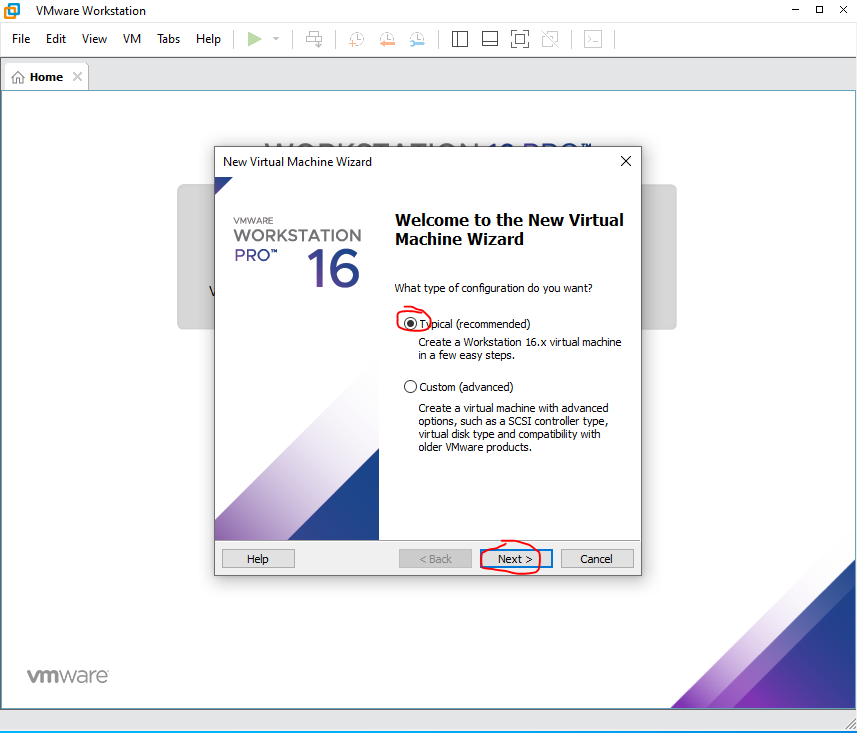 VMware Workstation
File Edit View VM Tabs Help
Home
New Virtual Machine Wizard
VMWARE
WORKSTATION
PRO™ 16
Welcome to the New Virtual
Machine Wizard
What type of configuration do you want?
Typical (recommended)
Create a Workstation 16.x virtual machine
in a few easy steps.
Custom (advanced)
Create a virtual machine with advanced
options, such as a SCSI controller type,
virtual disk type and compatibility with
older VMware products.
Help < Back Next > Cancel
vmware